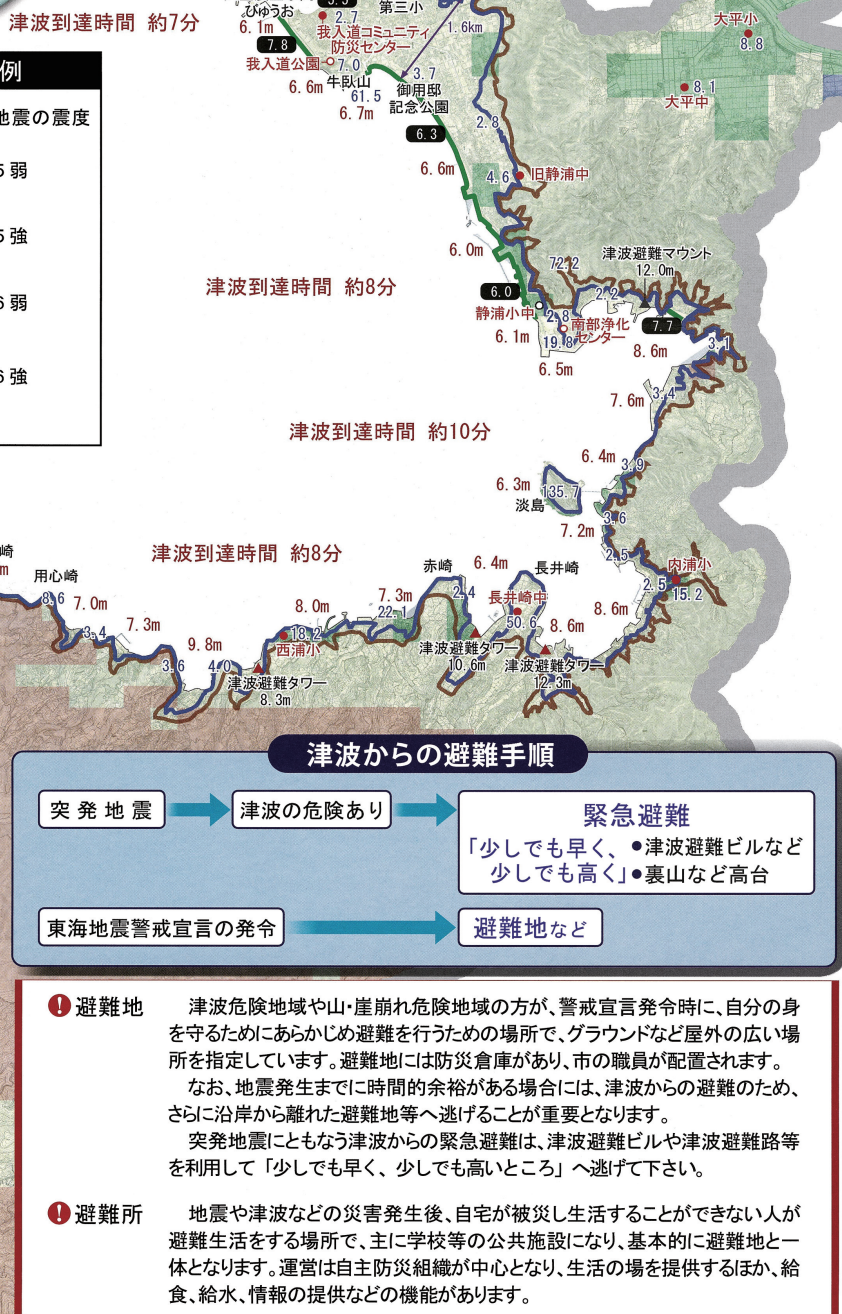 津波到達時間 約7分
びゅうお
6.1m
7.8
2.7
我入道コミュニティ
防災センター
我入道公園
7.0
牛臥山
6.6m
61.5
6.7m
第三小
1.6km
3.7
御用邸
記念公園
6.3
2.8
大平小
8.8
大平中
8.1
例
地震の震度
5弱
5強
6弱
6強
6.6m
4.6
旧静浦中
6.0m
72.2
津波避難マウント
12.0m
津波到達時間 約8分
6.0
2.2
静浦小中
2.8
南部浄化
センター
7.7
6.1m
19.8
8.6m
3.1
6.5m
7.6m
3.4
津波到達時間 約10分
6.4m
3.9
6.3m
135.7
淡島
3.6
7.2m
津波到達時間 約8分
2.5
崎
m
用心崎
8.6
7.0m
3.4
7.3m
9.8m
3.6
4.0
8.0m
18.2
西浦小
7.3m
22.1
赤崎
6.4m
2.4
長井崎
長井崎中
50.6
内浦小
2.5
15.2
8.6m
8.6m
津波避難タワー
8.3m
津波避難タワー
10.6m
津波避難タワー
12.3m
津波からの避難手順
突発地震
津波の危険あり
緊急避難
「少しでも早く、 ●津波避難ビルなど
少しでも高く」●裏山など高台
東海地震警戒宣言の発令
避難地など
!避難地 津波危険地域や山・崖崩れ危険地域の方が、警戒宣言発令時に、自分の身
を守るためにあらかじめ避難を行うための場所で、グラウンドなど屋外の広い場
所を指定しています。避難地には防災倉庫があり、市の職員が配置されます。
なお、地震発生までに時間的余裕がある場合には、津波からの避難のため、
さらに沿岸から離れた避難地等へ逃げることが重要となります。
突発地震にともなう津波からの緊急避難は、津波避難ビルや津波避難路等
を利用して「少しでも早く、少しでも高いところ」へ逃げて下さい。
!避難所 地震や津波などの災害発生後、自宅が被災し生活することができない人が
避難生活をする場所で、主に学校等の公共施設になり、基本的に避難地と一
体となります。運営は自主防災組織が中心となり、生活の場を提供するほか、給
食、給水、情報の提供などの機能があります。